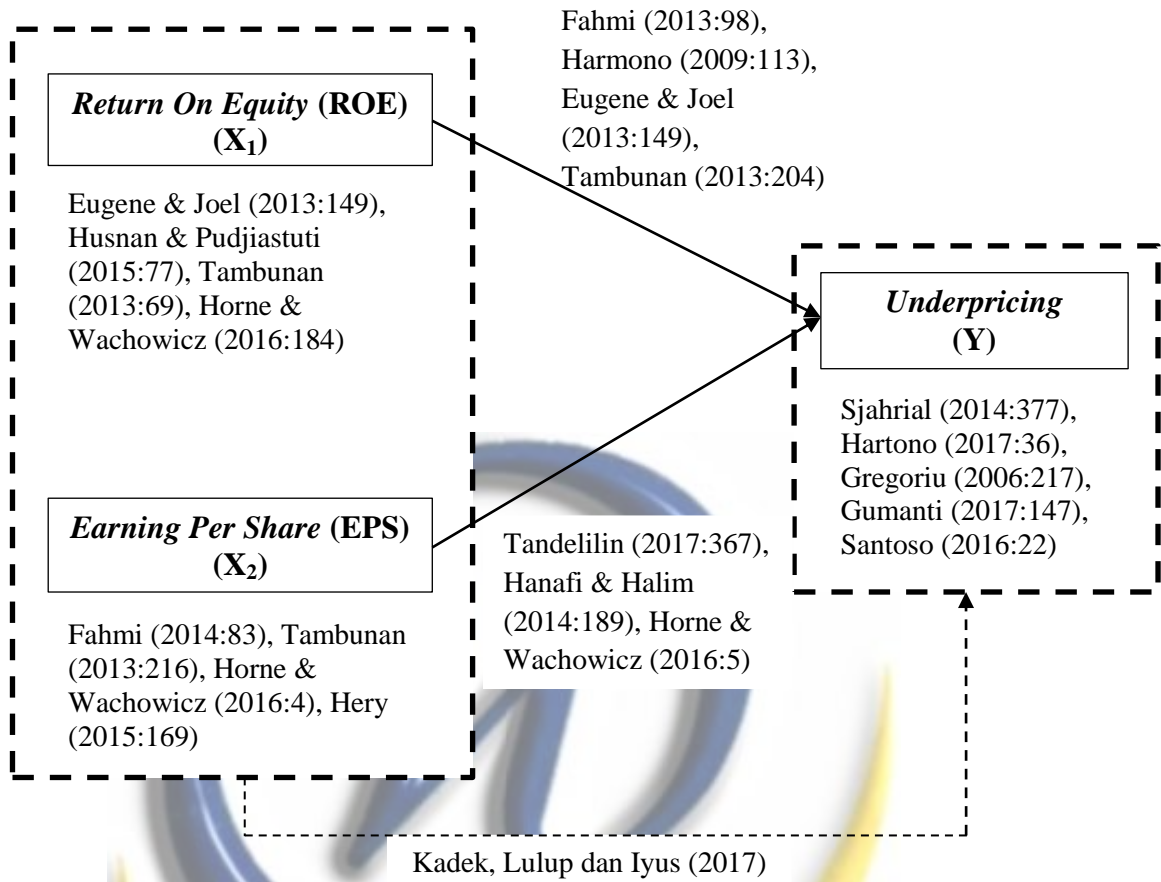 Fahmi (2013:98),
Harmono (2009:113),
Eugene & Joel
(2013:149),
Tambunan (2013:204)
Return On Equity (ROE)
(X₁)
Eugene & Joel (2013:149),
Husnan & Pudjiastuti
(2015:77), Tambunan
(2013:69), Horne &
Wachowicz (2016:184)
Underpricing
(Y)
Sjahrial (2014:377),
Hartono (2017:36),
Gregoriu (2006:217),
Gumanti (2017:147),
Santoso (2016:22)
Earning Per Share (EPS)
(X₂)
Fahmi (2014:83), Tambunan
(2013:216), Horne &
Wachowicz (2016:4), Hery
(2015:169)
Tandelilin (2017:367),
Hanafi & Halim
(2014:189), Horne &
Wachowicz (2016:5)
Kadek, Lulup dan Iyus (2017)